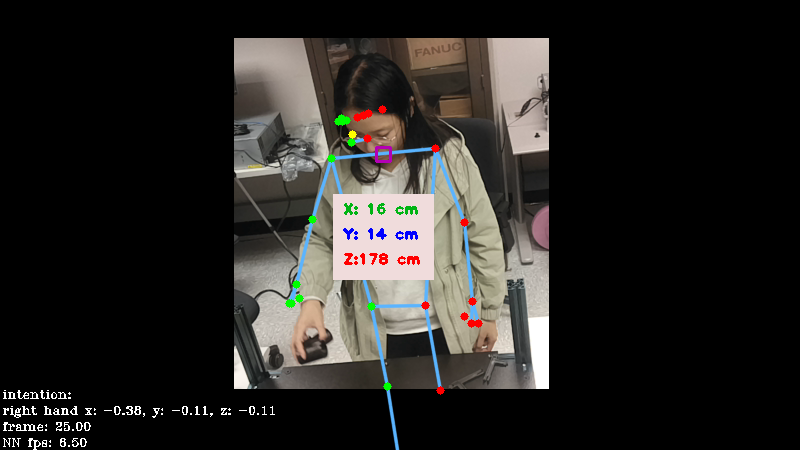 FANUC
X: 16 cm
Y: 14 cm
Z:178 cm
intention:
right hand x: -0.38, y: -0.11, z: -0.11
frame: 25.00
NN fps: 6.50